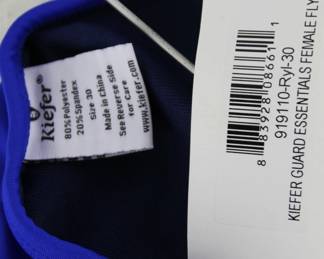 Kiefer®
80% Polyester
20% Spandex
Size 30
Made in China
See Reverse Side
for Care
www.kiefer.com
8 83928 08661 1
919110-Ryl-30
KIEFER GUARD ESSENTIALS FEMALE FLY